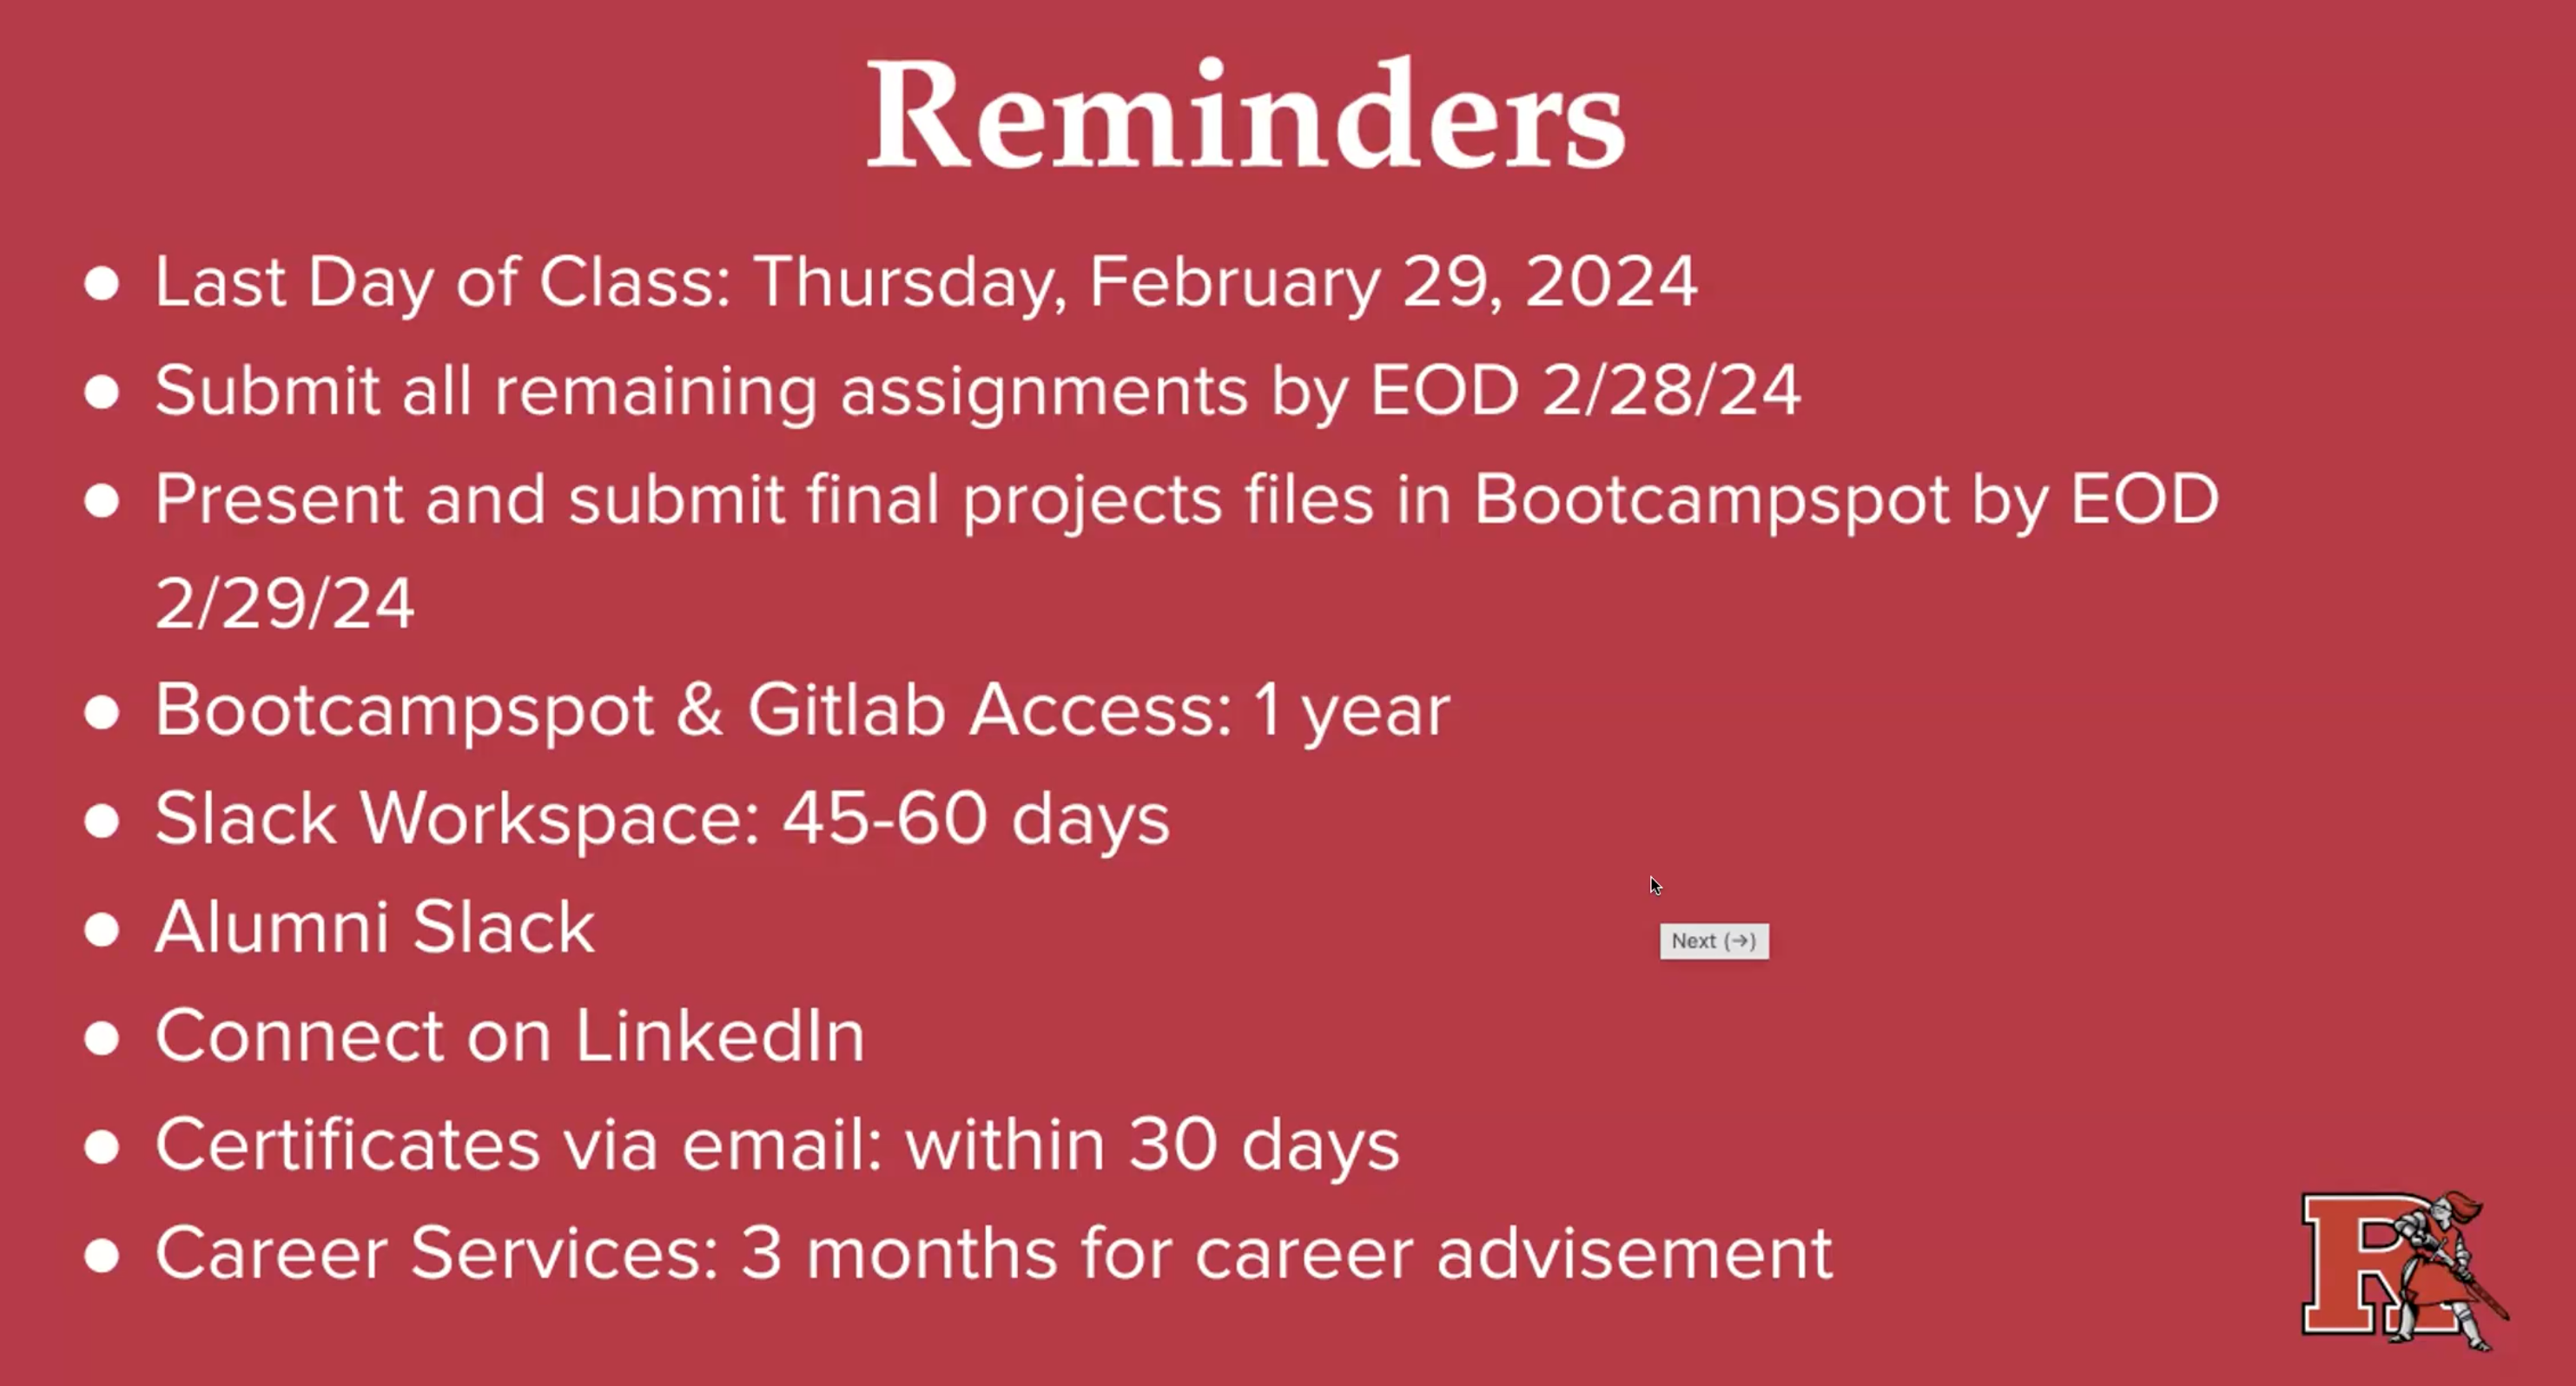 Reminders
● Last Day of Class: Thursday, February 29, 2024
● Submit all remaining assignments by EOD 2/28/24
● Present and submit final projects files in Bootcampspot by EOD
2/29/24
● Bootcampspot & Gitlab Access: 1 year
● Slack Workspace: 45-60 days
● Alumni Slack
Next (→)
● Connect on LinkedIn
● Certificates via email: within 30 days
● Career Services: 3 months for career advisement
R